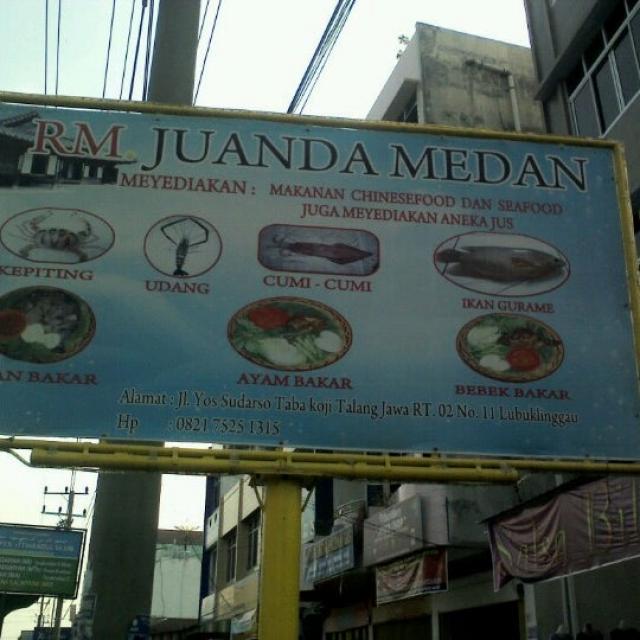 RM. JUANDA MEDAN
MEYEDIAKAN : MAKANAN CHINESEFOOD DAN SEAFOOD
JUGA MEYEDIAKAN ANEKA JUS
KEPITING
UDANG
CUMI - CUMI
IKAN GURAME
AN BAKAR
AYAM BAKAR
BEBEK BAKAR
Alamat : Jl. Yos Sudarso Taba koji Talang Jawa RT. 02 No. 11 Lubuklinggau
Hp : 0821 7525 1315